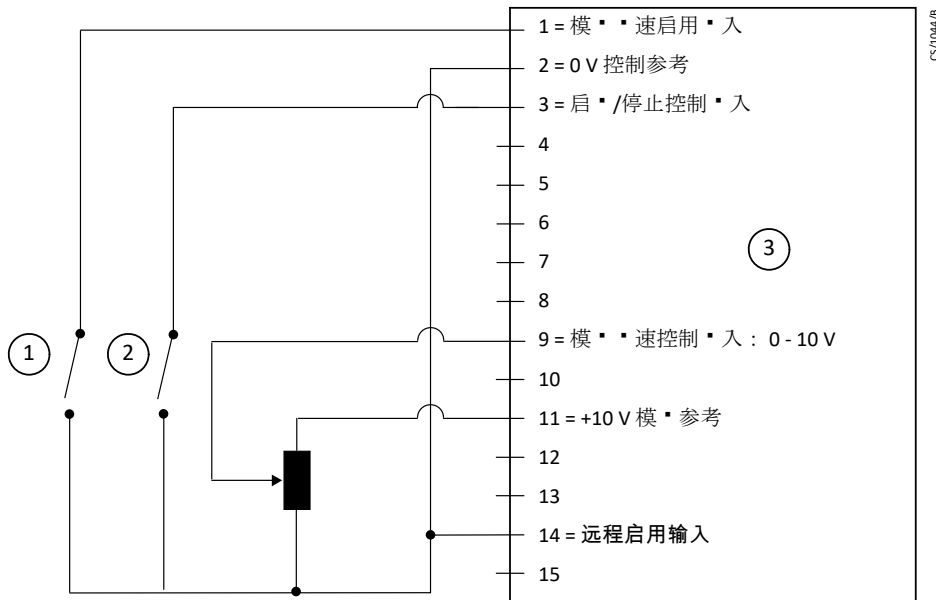 CS/1044/B
1 = 模 ▪ ▪ 速启用 ▪ 入
2 = 0 V 控制参考
3 = 启 ▪ /停止控制 ▪ 入
4
5
6
7
8
9 = 模 ▪ ▪ 速控制 ▪ 入 : 0 - 10 V
10
11 = +10 V 模 ▪ 参考
12
13
14 = 远程启用输入
15
1
2
3